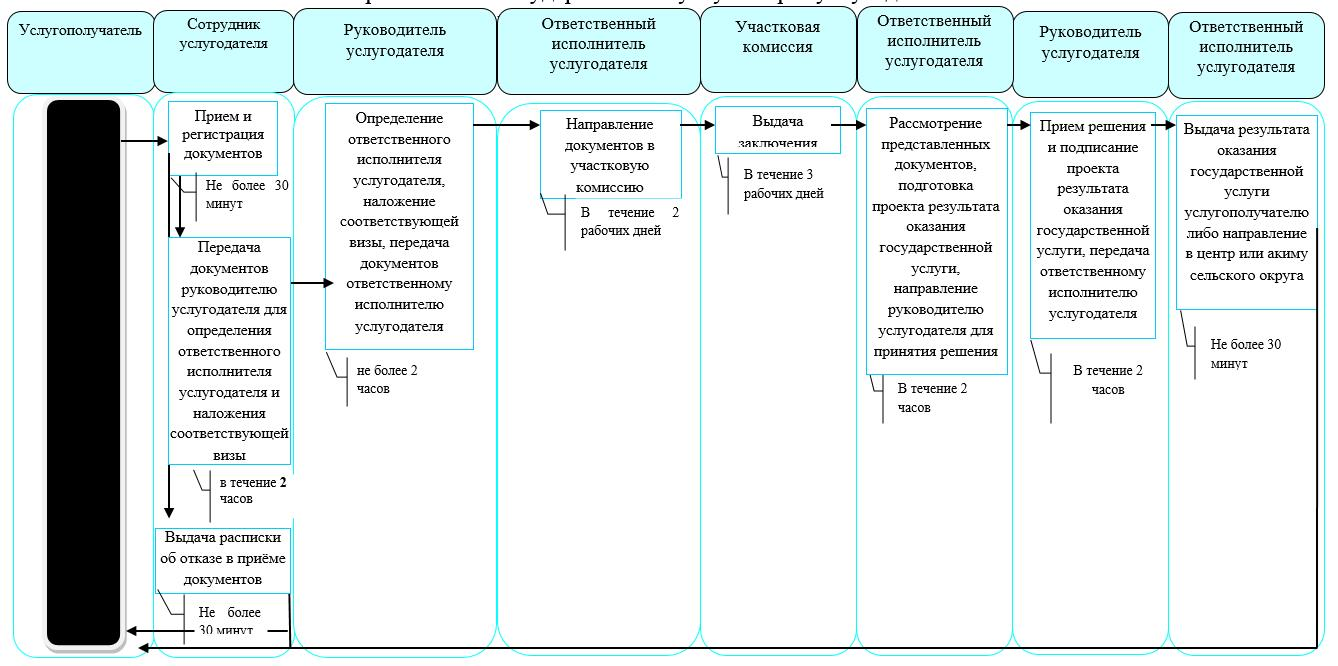 Услугополучатель
Сотрудник
услугодателя
Руководитель
услугодателя
Ответственный
исполнитель
услугодателя
Участковая
комиссия
Ответственный
исполнитель
услугодателя
Руководитель
услугодателя
Ответственный
исполнитель
услугодателя
Прием и
регистрация
документов
Не более 30
минут
Передача
документов
руководителю
услугодателя для
определения
ответственного
исполнителя
услугодателя и
наложения
соответствующей
визы
в течение 2
часов
Выдача расписки
об отказе в приёме
документов
Не более
30 минут
Определение
ответственного
исполнителя
услугодателя,
наложение
соответствующей
визы, передача
документов
ответственному
исполнителю
услугодателя
не более 2
часов
Направление
документов в
участковую
комиссию
В течение 2
рабочих дней
Выдача
заключения
В течение 3
рабочих дней
Рассмотрение
представленных
документов,
подготовка
проекта результата
оказания
государственной
услуги,
направление
руководителю
услугодателя для
принятия решения
В течение 2
часов
Прием решения
и подписание
проекта
результата
оказания
государственной
услуги, передача
ответственному
исполнителю
услугодателя
В течение 2
часов
Выдача результата
оказания
государственной
услуги
услугополучателю
либо направление
в центр или акиму
сельского округа
Не более 30
минут